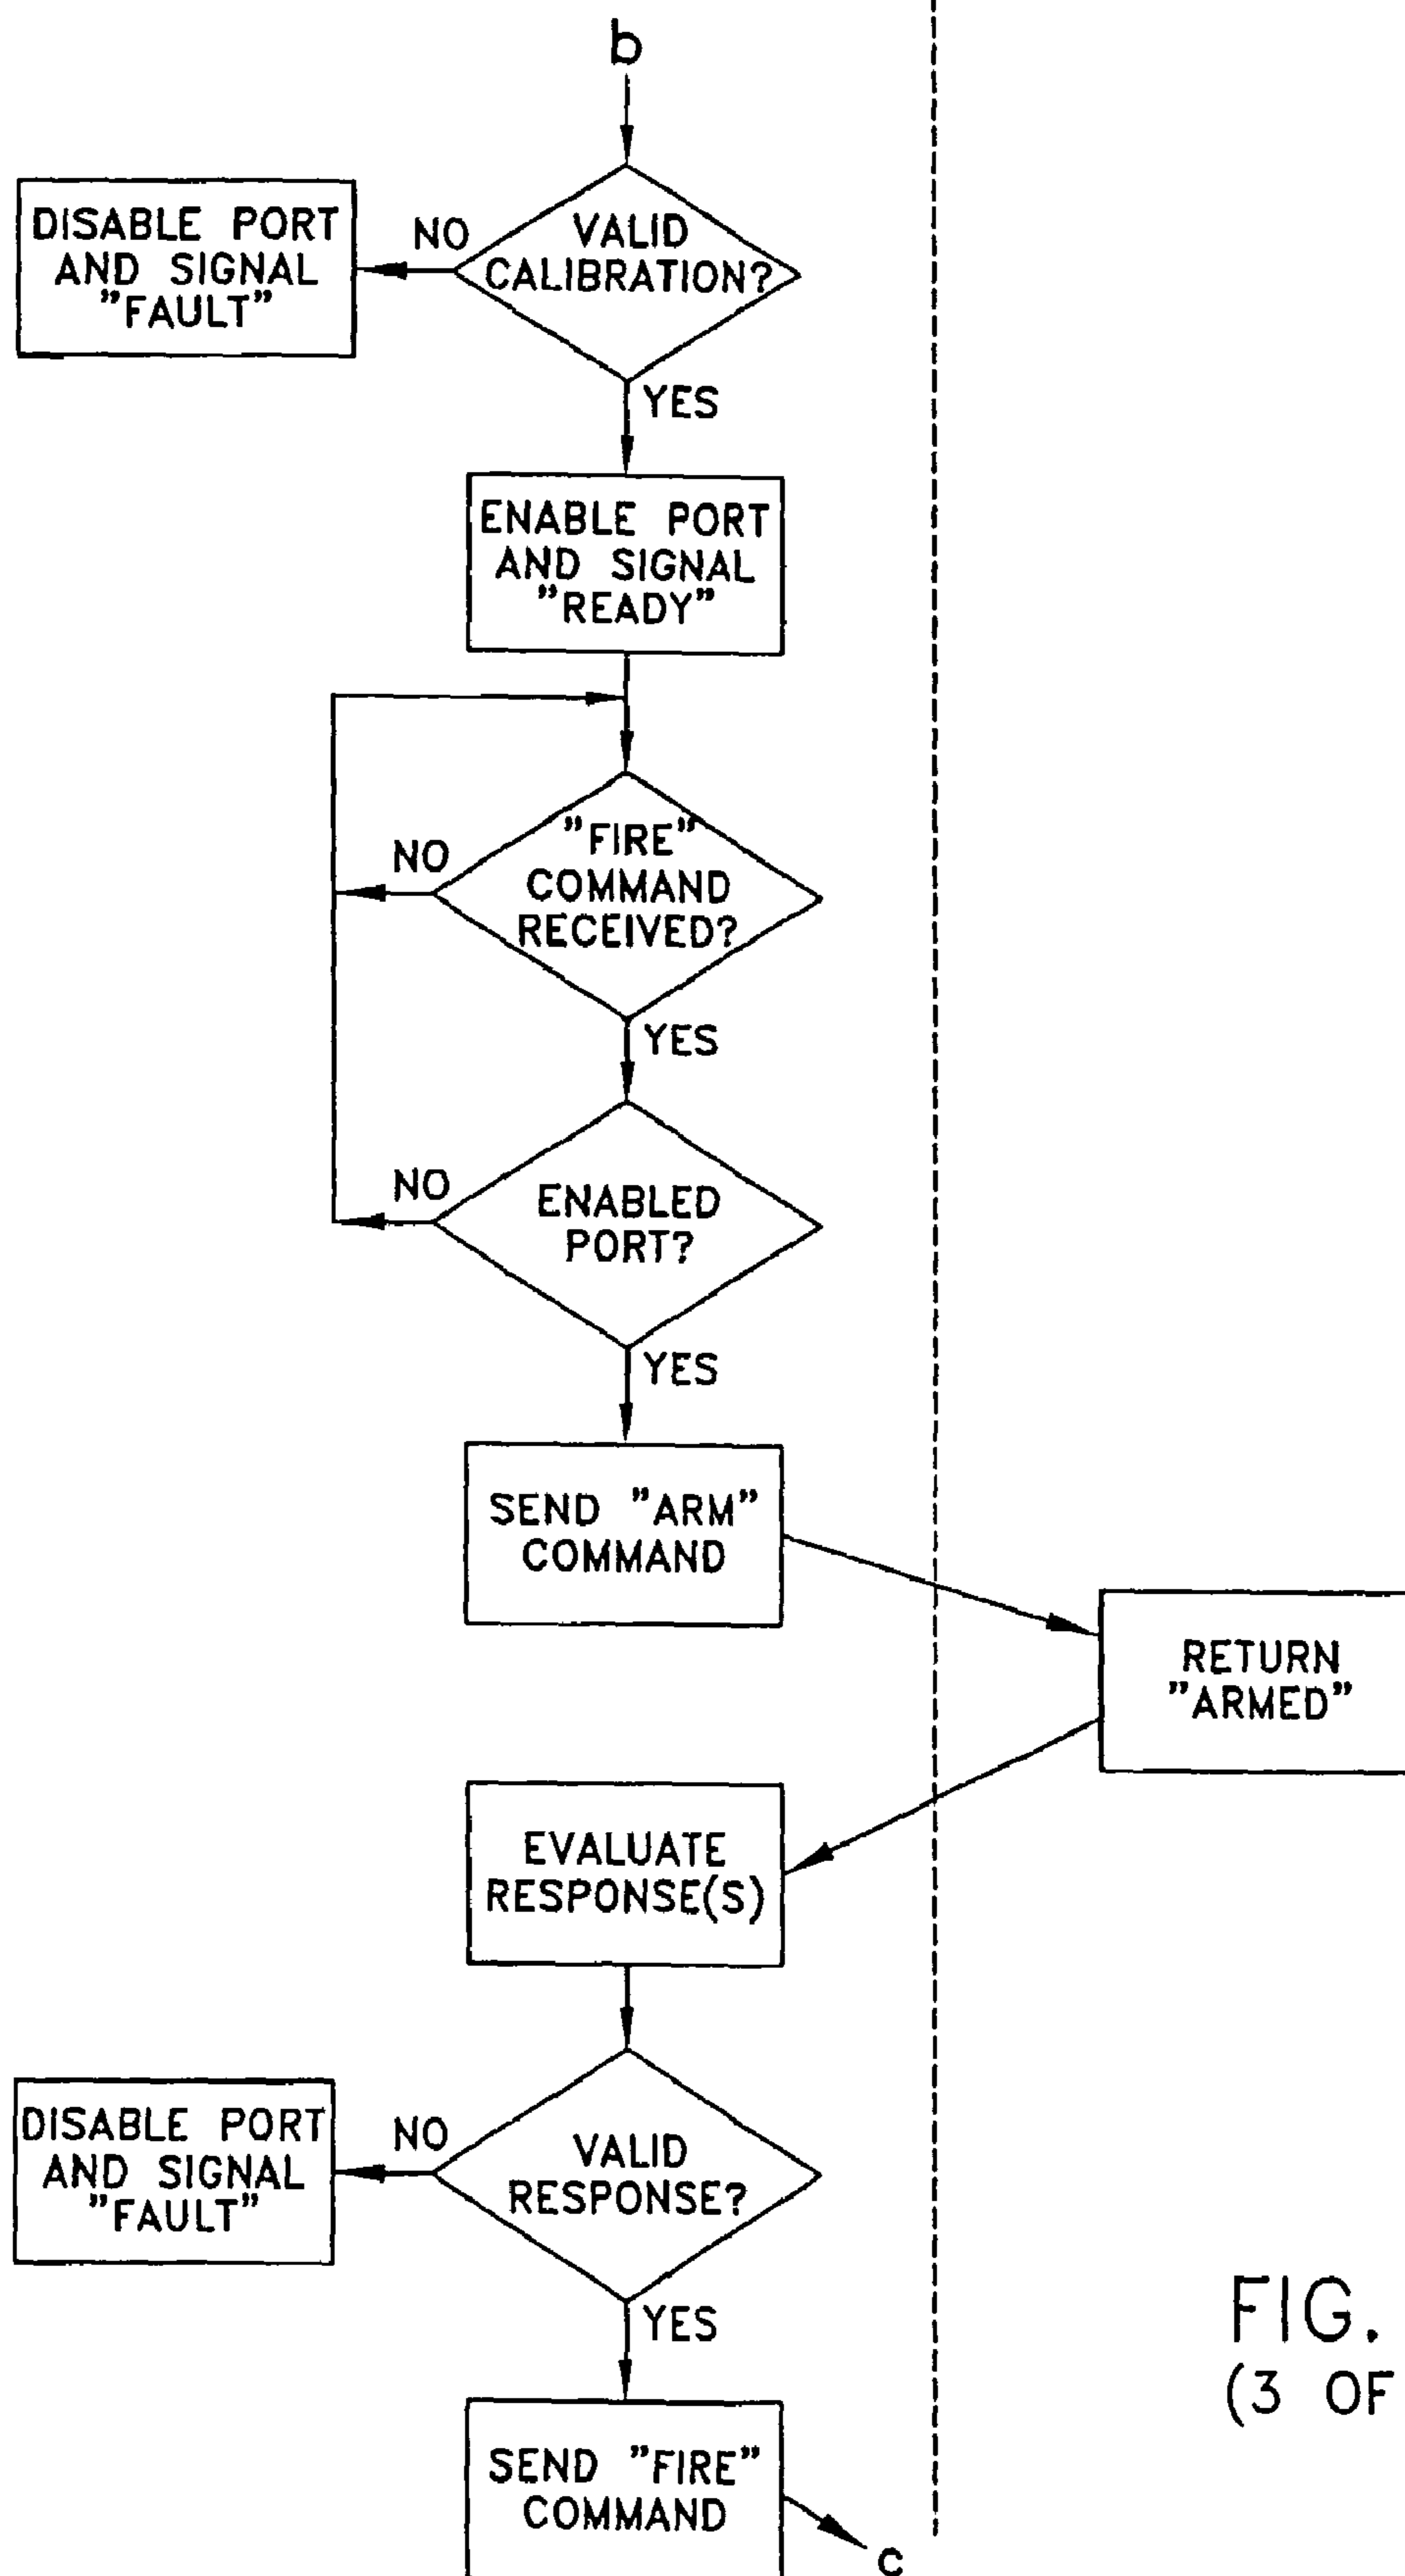 b
VALID
CALIBRATION?
NO
DISABLE PORT
AND SIGNAL
"FAULT"
YES
ENABLE PORT
AND SIGNAL
"READY"
"FIRE"
COMMAND
RECEIVED?
NO
YES
ENABLED
PORT?
NO
YES
SEND "ARM"
COMMAND
RETURN
"ARMED"
EVALUATE
RESPONSE(S)
VALID
RESPONSE?
NO
DISABLE PORT
AND SIGNAL
"FAULT"
YES
SEND "FIRE"
COMMAND
c
FIG.
(3 OF